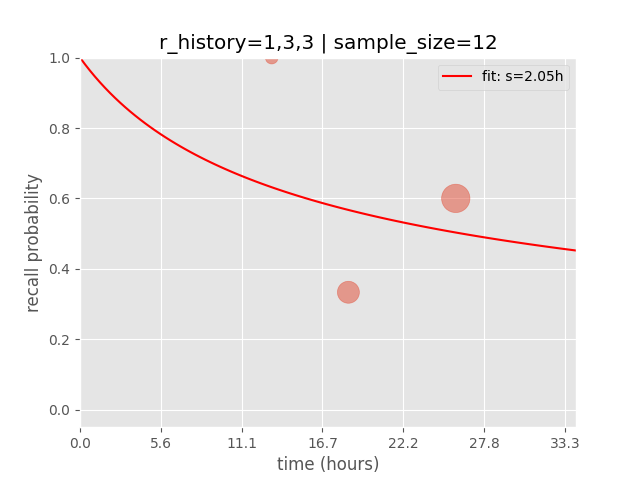 r_history=1,3,3 | sample_size=12
fit: s=2.05h
recall probability
1.0
0.8
0.6
0.4
0.2
0.0
0.0 5.6 11.1 16.7 22.2 27.8 33.3
time (hours)